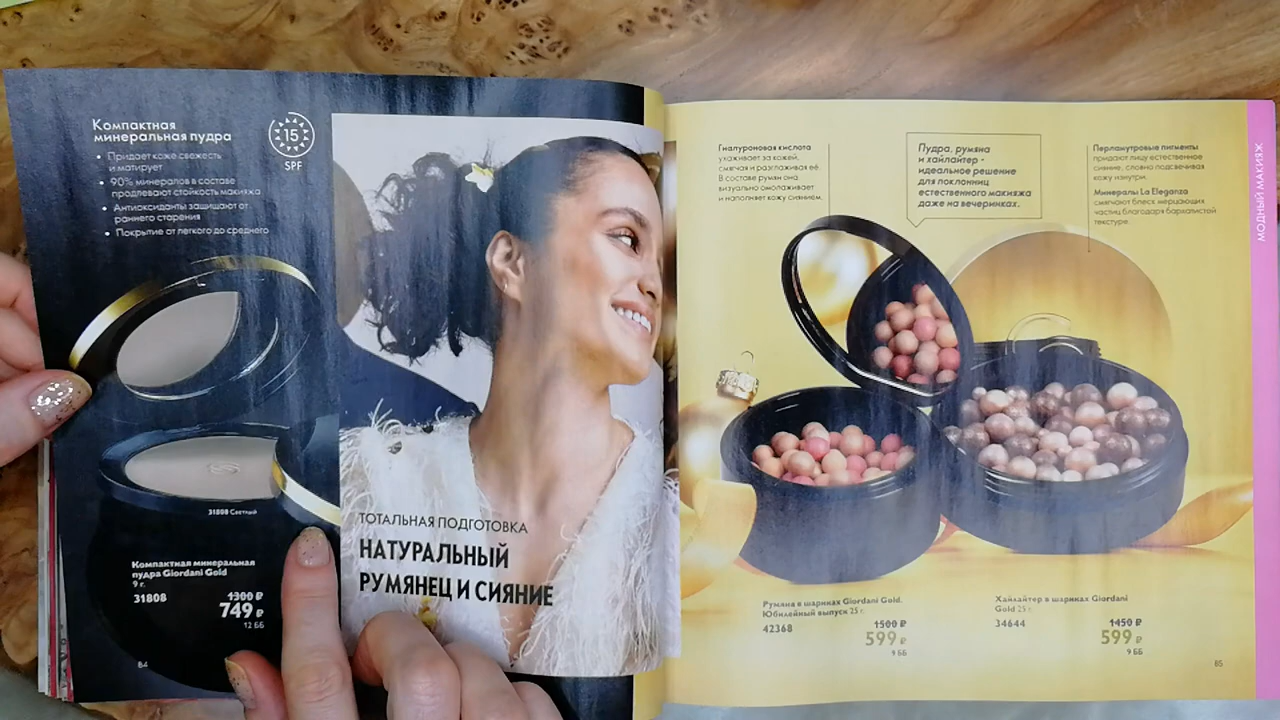 Компактная
минеральная пудра
• Придает коже свежесть
и матирует
• 90% минералов в составе
продлевают стойкость макияжа
• Антиоксиданты защищают от
раннего старения
• Покрытие от легкого до среднего
15
SPF
31808 Светлый
Компактная минеральная
пудра Giordani Gold
9 г.
31808
1300 ₽
749 ₽
12 ББ
84
ТОТАЛЬНАЯ ПОДГОТОВКА
НАТУРАЛЬНЫЙ
РУМЯНЕЦ И СИЯНИЕ
Гиалуроновая кислота
ухаживает за кожей,
смягчая и разглаживая её.
В составе румян она
визуально омолаживает
и наполняет кожу сиянием.
Пудра, румяна
и хайлайтер -
идеальное решение
для поклонниц
естественного макияжа
даже на вечеринках.
Перламутровые пигменты
придают лицу естественное
сияние, словно подсвечивая
кожу изнутри.
Минералы La Eleganza
смягчают блеск мерцающих
частиц благодаря бархатистой
текстуре.
МОДНЫЙ МАКИЯЖ
Румяна в шариках Giordani Gold.
Юбилейный выпуск 25 г.
42368
1500 ₽
599 ₽
9 ББ
Хайлайтер в шариках Giordani
Gold 25 г.
34644
1450 ₽
599 ₽
9 ББ
85